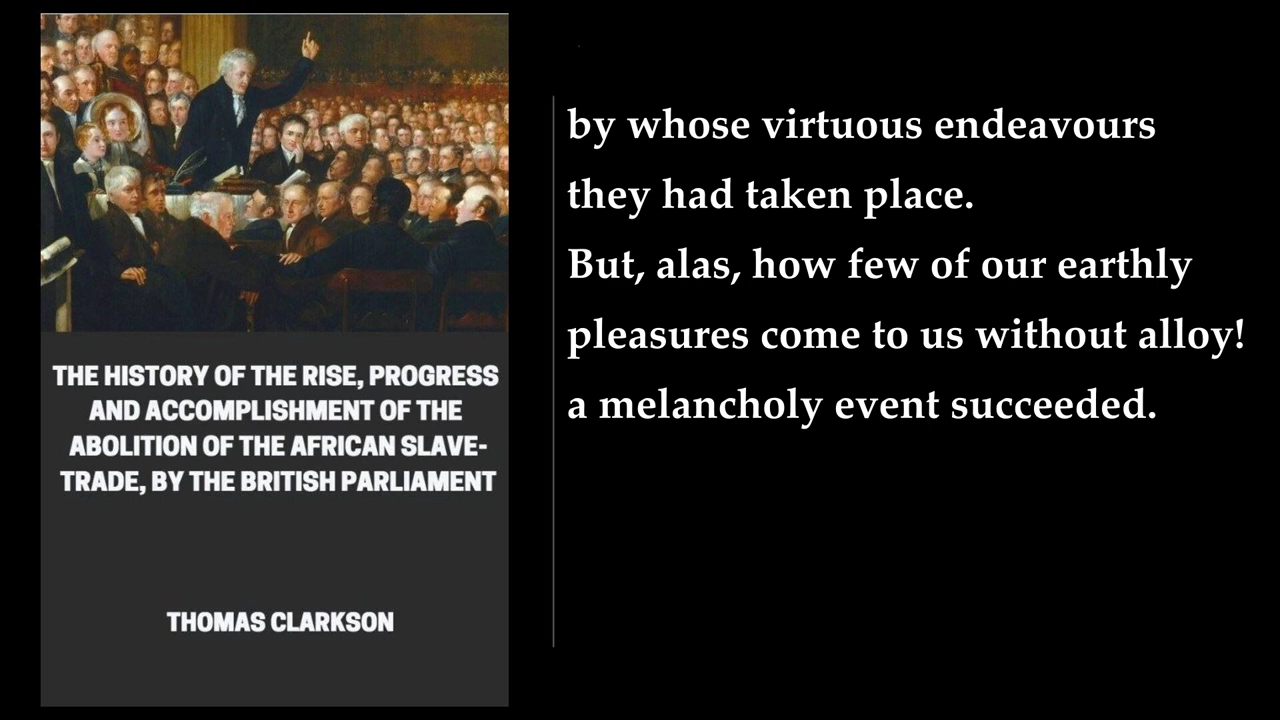 THE HISTORY OF THE RISE, PROGRESS
AND ACCOMPLISHMENT OF THE
ABOLITION OF THE AFRICAN SLAVE-
TRADE, BY THE BRITISH PARLIAMENT
THOMAS CLARKSON
by whose virtuous endeavours
they had taken place.
But, alas, how few of our earthly
pleasures come to us without alloy!
a melancholy event succeeded.